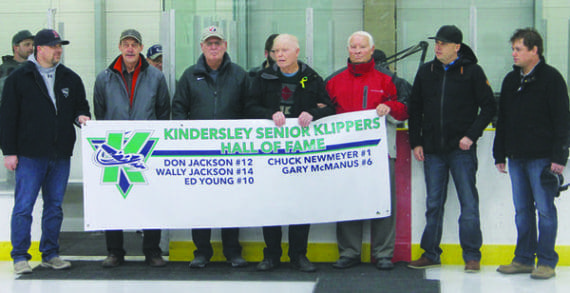 KINDERSLEY SENIOR KLIPPERS
HALL OF FAME
DON JACKSON #12
WALLY JACKSON #14
ED YOUNG #10
CHUCK NEWMEYER #1
GARY McMANUS #6